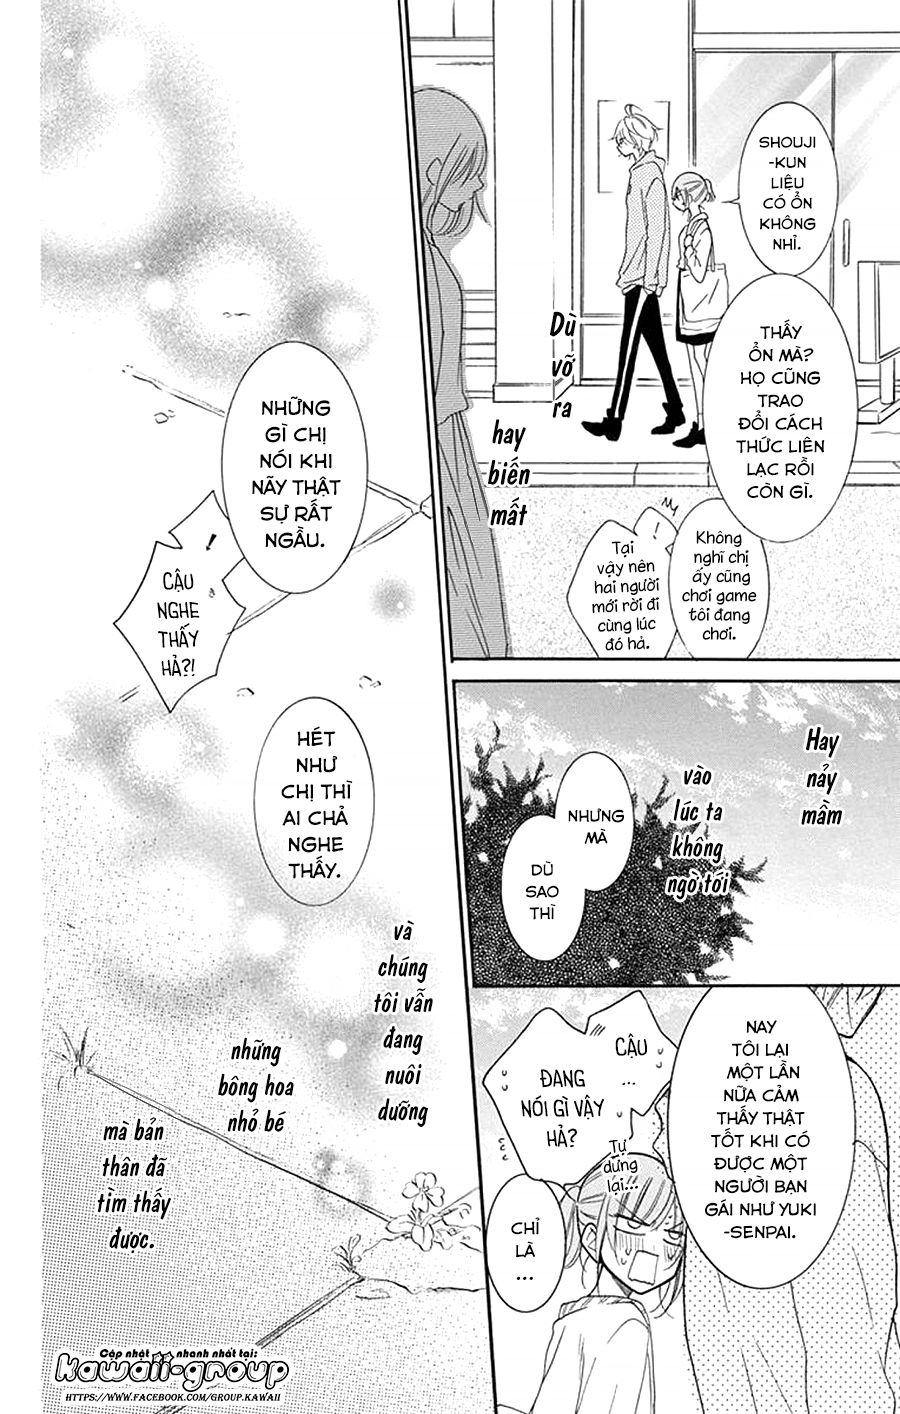 SHOUJI
-KUN
LIỆU
CÓ ỔN
KHÔNG
NHỈ.
THẤY
ỔN MÀ?
HỌ CŨNG
TRAO
ĐỔI CÁCH
THỨC LIÊN
LẠC RỒI
CÒN GÌ.
Không
nghĩ chị
ấy cũng
chơi game
tôi đang
chơi.
!
Tại
vậy nên
hai người
mới rời đi
cùng lúc
đó hả.
Dù
vỡ
ra
hay
biến
mất
Hay
nảy
mầm
vào
lúc ta
không
ngờ tới
NHƯNG
MÀ
DÙ
SAO
THÌ
NAY
TÔI LẠI
MỘT LẦN
NỮA CẢM
THẤY THẬT
TỐT KHI CÓ
ĐƯỢC MỘT
NGƯỜI BẠN
GÁI NHƯ YUKI
-SENPAI.
CẬU
...
ĐANG
NÓI GÌ VẬY
HẢ?
Tự
dưng
lại...
CHỈ
LÀ
...
NHỮNG
GÌ CHỊ
NÓI KHI
NÃY THẬT
SỰ RẤT
NGẦU.
!
CẬU
NGHE
THẤY
HẢ?!
HÉT
NHƯ
CHỊ THÌ
AI CHẢ
NGHE
THẤY.
và
chúng
tôi vẫn
đang
nuôi
dưỡng
những
bông hoa
nhỏ bé
mà bản
thân đã
tìm thấy
được.
Cập nhật nhanh nhất tại:
kawaii-group
HTTPS://WWW.FACEBOOK.COM/GROUP.KAWAII